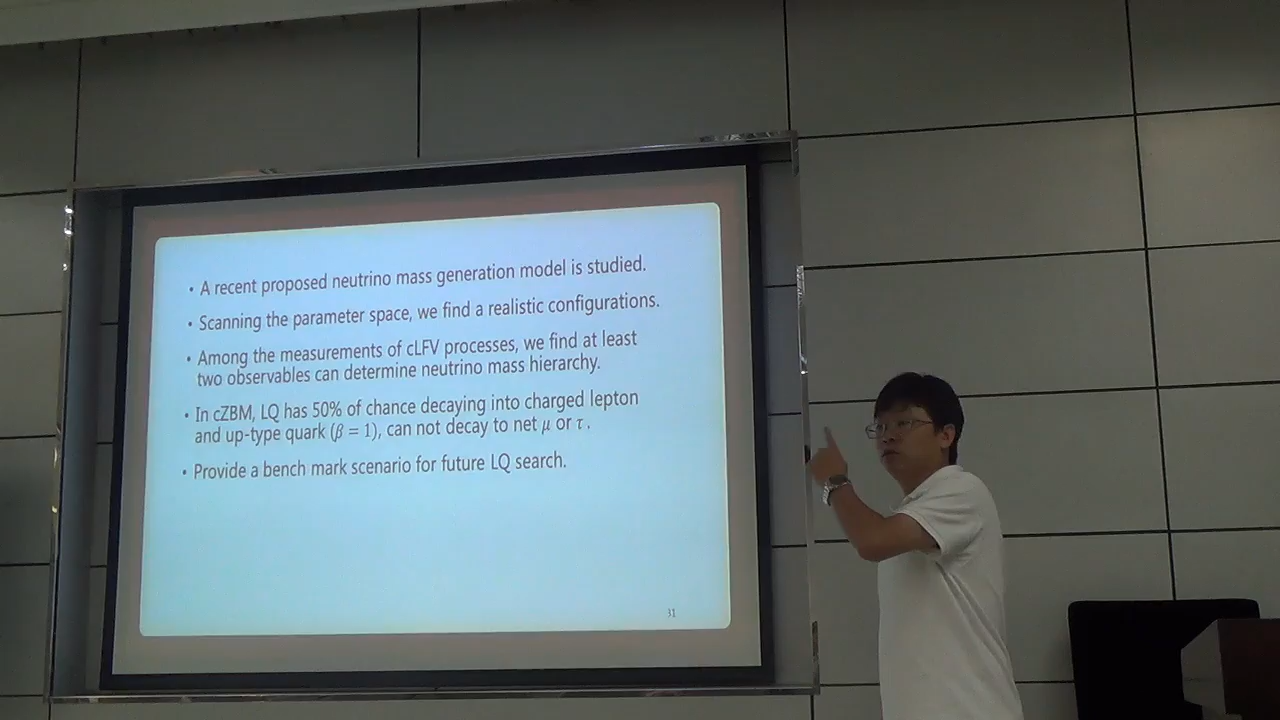 • A recent proposed neutrino mass generation model is studied.
• Scanning the parameter space, we find a realistic configurations.
• Among the measurements of cLFV processes, we find at least
two observables can determine neutrino mass hierarchy.
• In cZBM, LQ has 50% of chance decaying into charged lepton
and up-type quark (β = 1), can not decay to net μ or τ .
• Provide a bench mark scenario for future LQ search.
31